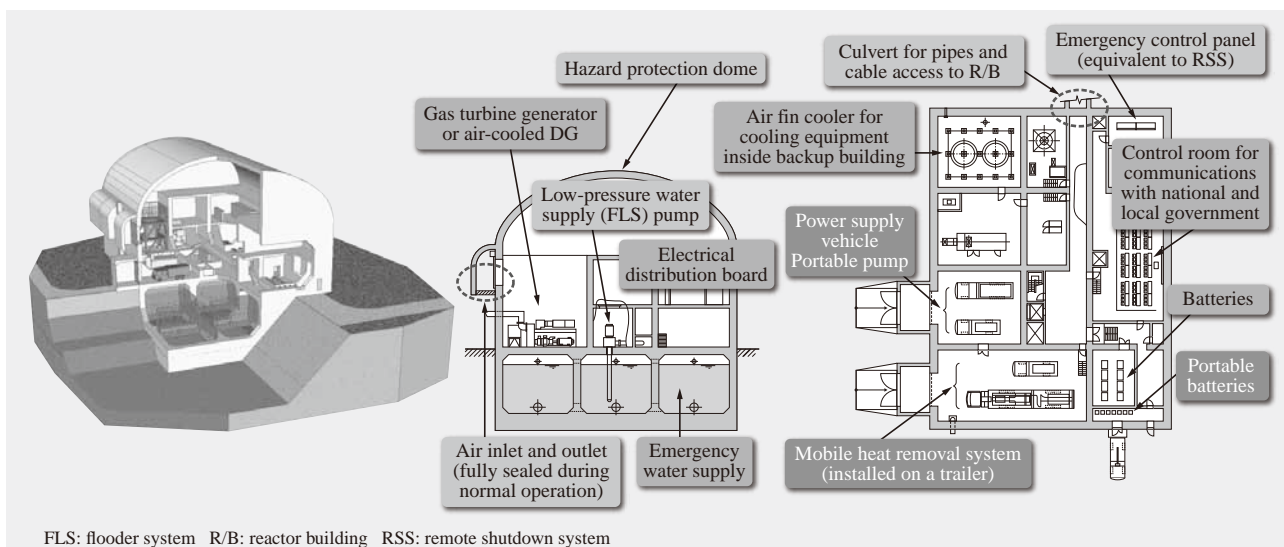 Hazard protection dome
Gas turbine generator
or air-cooled DG
Low-pressure water
supply (FLS) pump
Electrical
distribution board
Air inlet and outlet
(fully sealed during
normal operation)
Emergency
water supply
Culvert for pipes and
cable access to R/B
Emergency control panel
(equivalent to RSS)
Air fin cooler for
cooling equipment
inside backup building
Control room for
communications
with national and
local government
Power supply
vehicle
Portable pump
Batteries
Portable
batteries
Mobile heat removal system
(installed on a trailer)
FLS: flooder system R/B: reactor building RSS: remote shutdown system